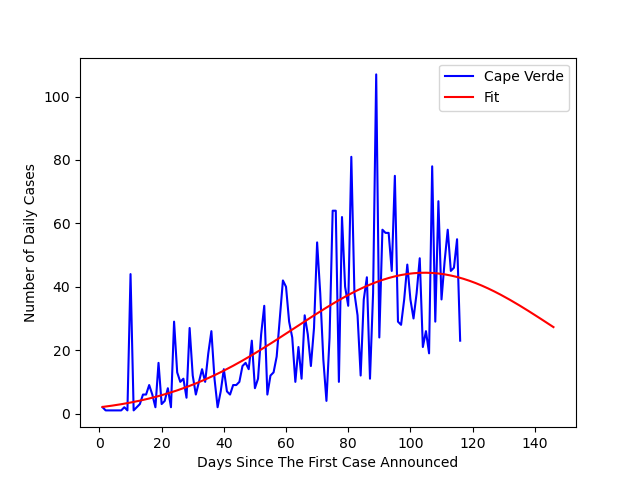 Cape Verde
Fit
Number of Daily Cases
100
80
60
40
20
0
0 20 40 60 80 100 120 140
Days Since The First Case Announced